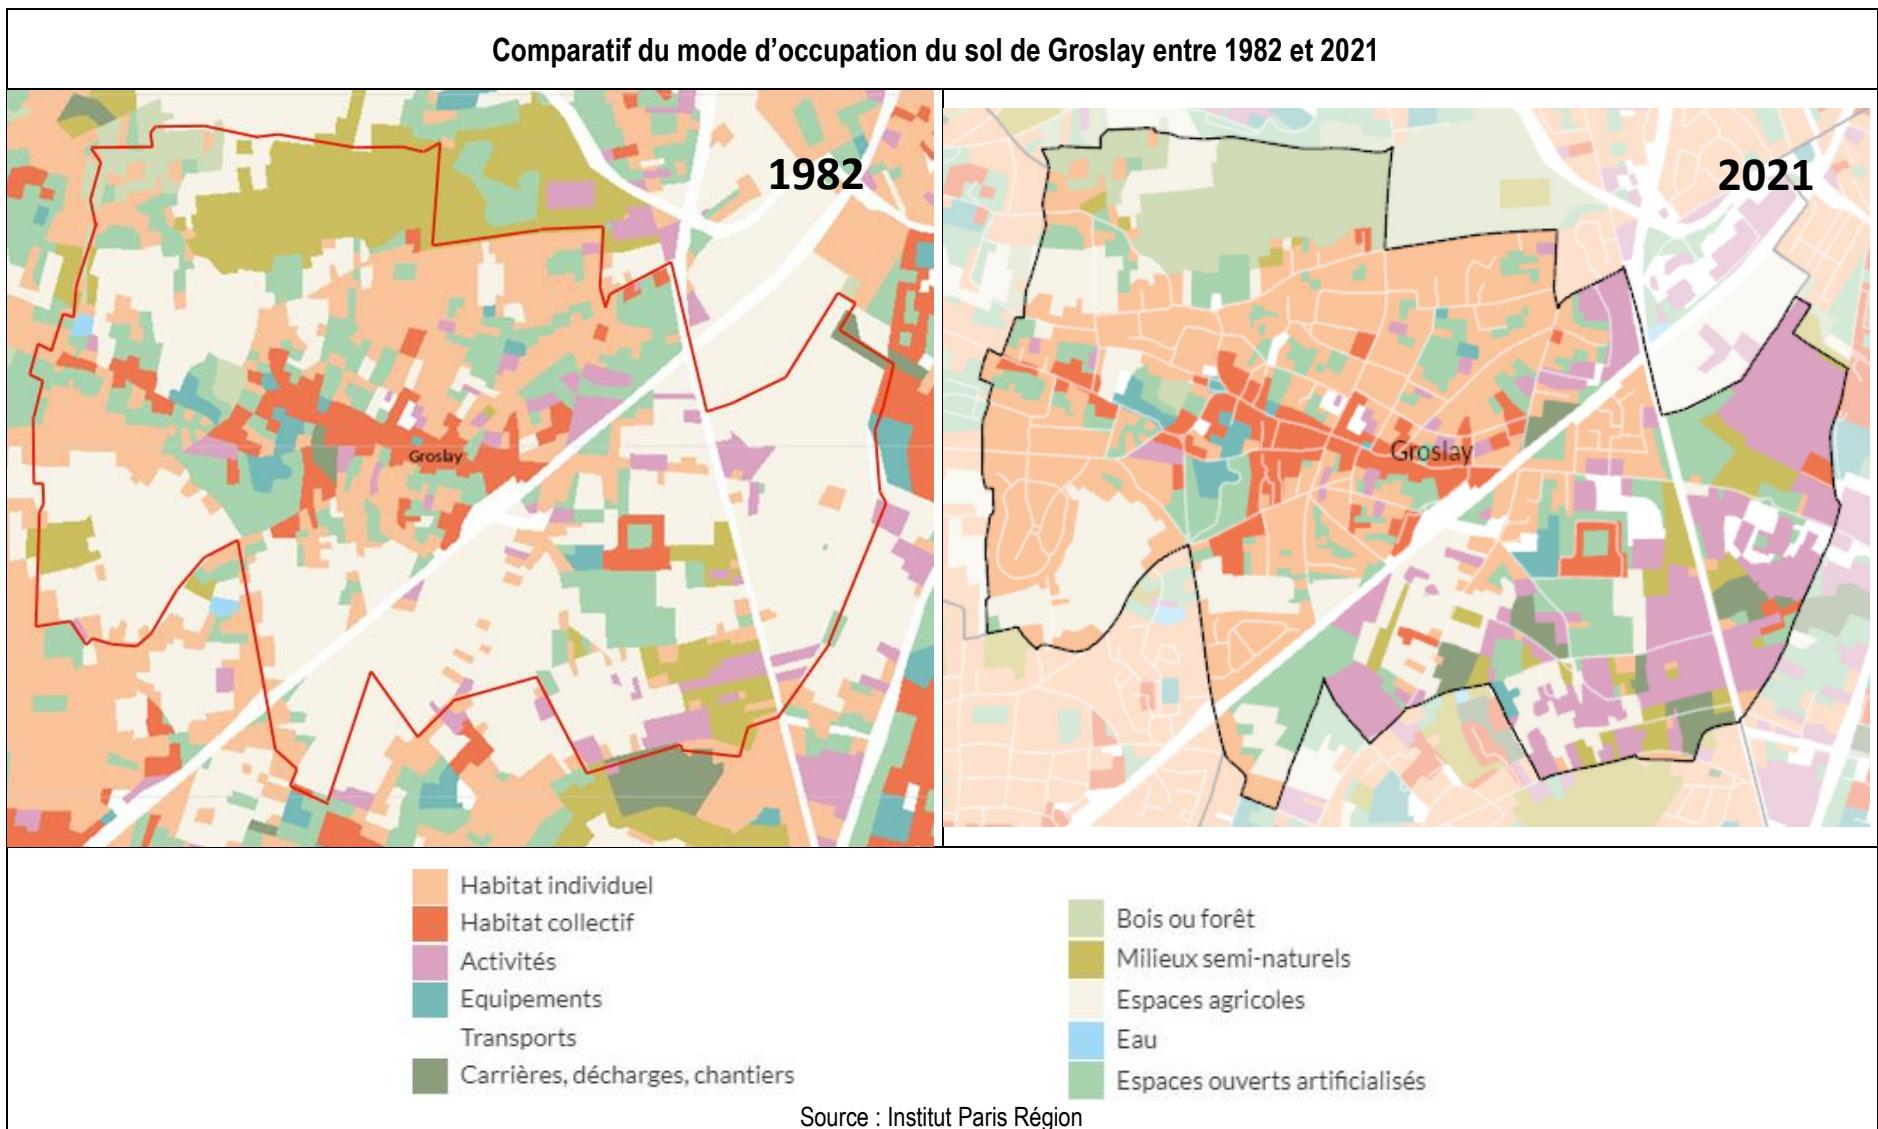 Comparatif du mode d’occupation du sol de Groslay entre 1982 et 2021
1982
Groslay
2021
Groslay
Habitat individuel
Habitat collectif
Activités
Equipements
Transports
Carrières, décharges, chantiers
Bois ou forêt
Milieux semi-naturels
Espaces agricoles
Eau
Espaces ouverts artificialisés
Source : Institut Paris Région